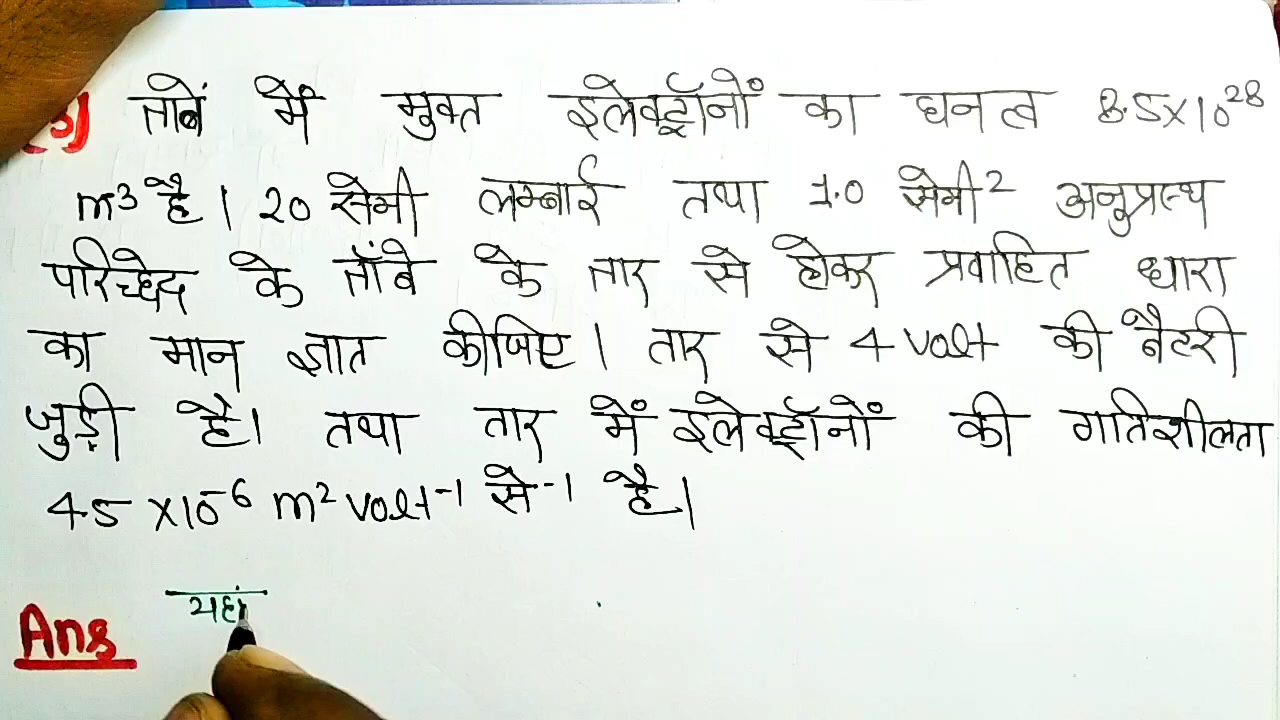 तांबें में मुक्त इलेक्ट्रॉनों का घनत्व 8.5×10²⁸
m³ है। 20 सेमी लम्बाई तथा 1.0 सेमी² अनुप्रस्थ
परिच्छेद के ताँबे के तार से होकर प्रवाहित धारा
का मान ज्ञात कीजिए। तार से 4 volt की बैटरी
जुड़ी है। तथा तार में इलेक्ट्रॉनों की गतिशीलता
4.5 ×10⁻⁶ m² volt⁻¹ से⁻¹ है।
Ans यहां